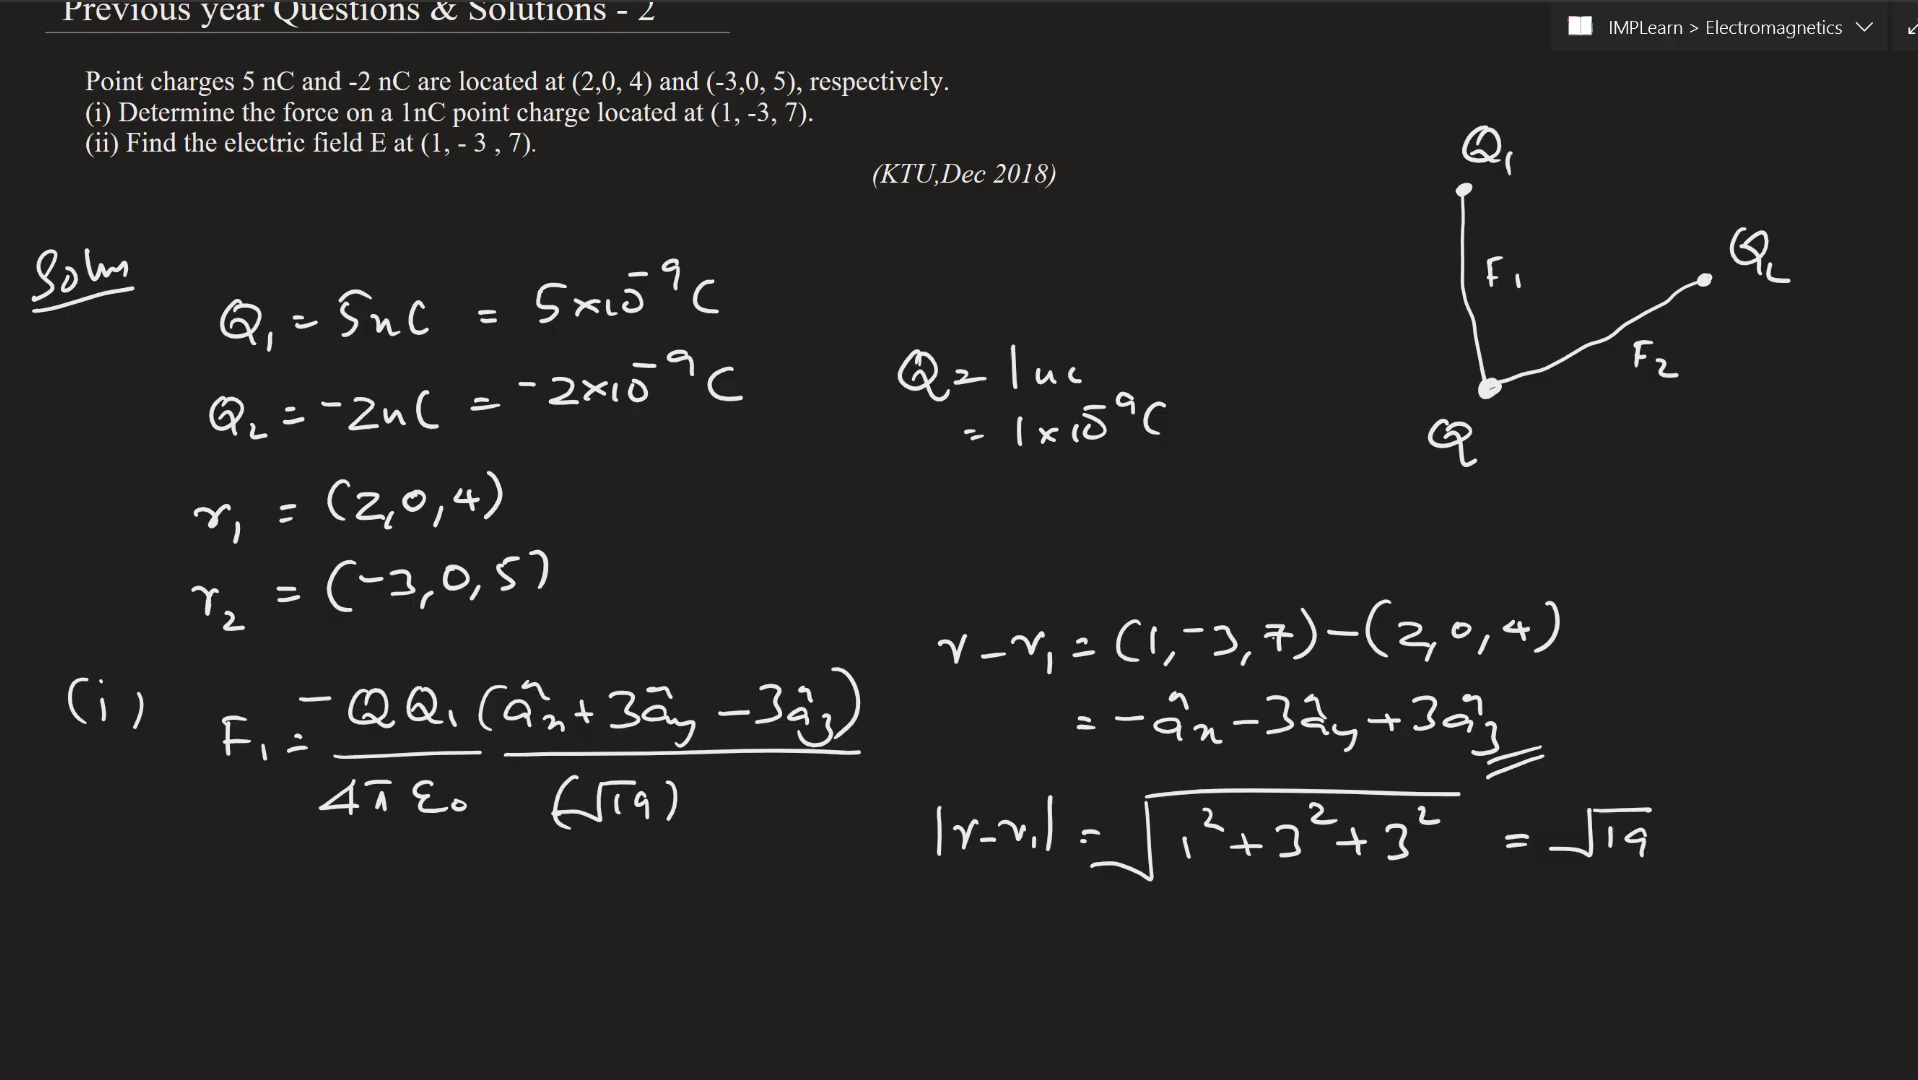 Previous year Questions & Solutions - 2
IMPLearn > Electromagnetics
Point charges 5 nC and -2 nC are located at (2,0, 4) and (-3,0, 5), respectively.
(i) Determine the force on a 1nC point charge located at (1, -3, 7).
(ii) Find the electric field E at (1, - 3 , 7).
(KTU,Dec 2018)
Q₁
Q₂
F₁
F₂
Q
Soln
Q₁ = 5nC = 5×10⁻⁹C
Q₂ = -2nC = -2×10⁻⁹C
Q = 1nC
= 1×10⁻⁹C
r₁ = (2,0,4)
r₂ = (-3,0,5)
r-r₁ = (1,-3,7)-(2,0,4)
= -âx-3ây+3âz
|r-r₁| = √1²+3²+3² = √19
(i) F₁ = -QQ₁(âx+3ây-3âz)
4πε₀ (√19)